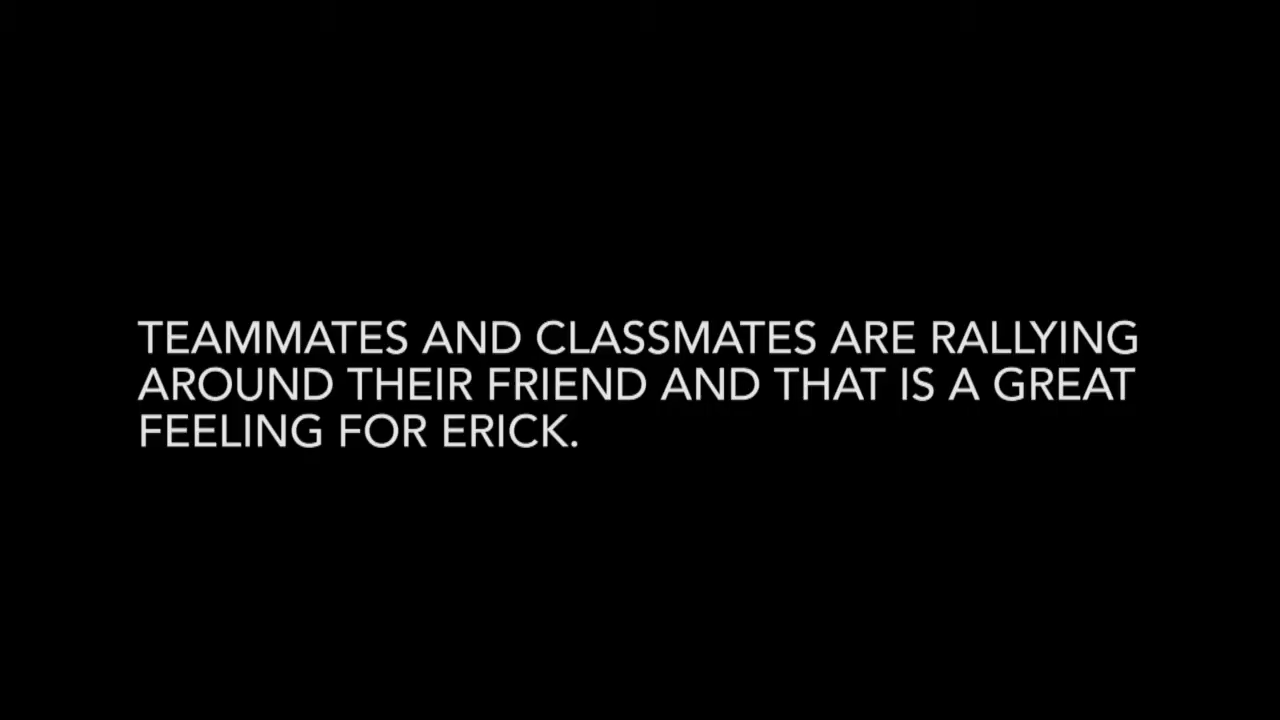 TEAMMATES AND CLASSMATES ARE RALLYING
AROUND THEIR FRIEND AND THAT IS A GREAT
FEELING FOR ERICK.